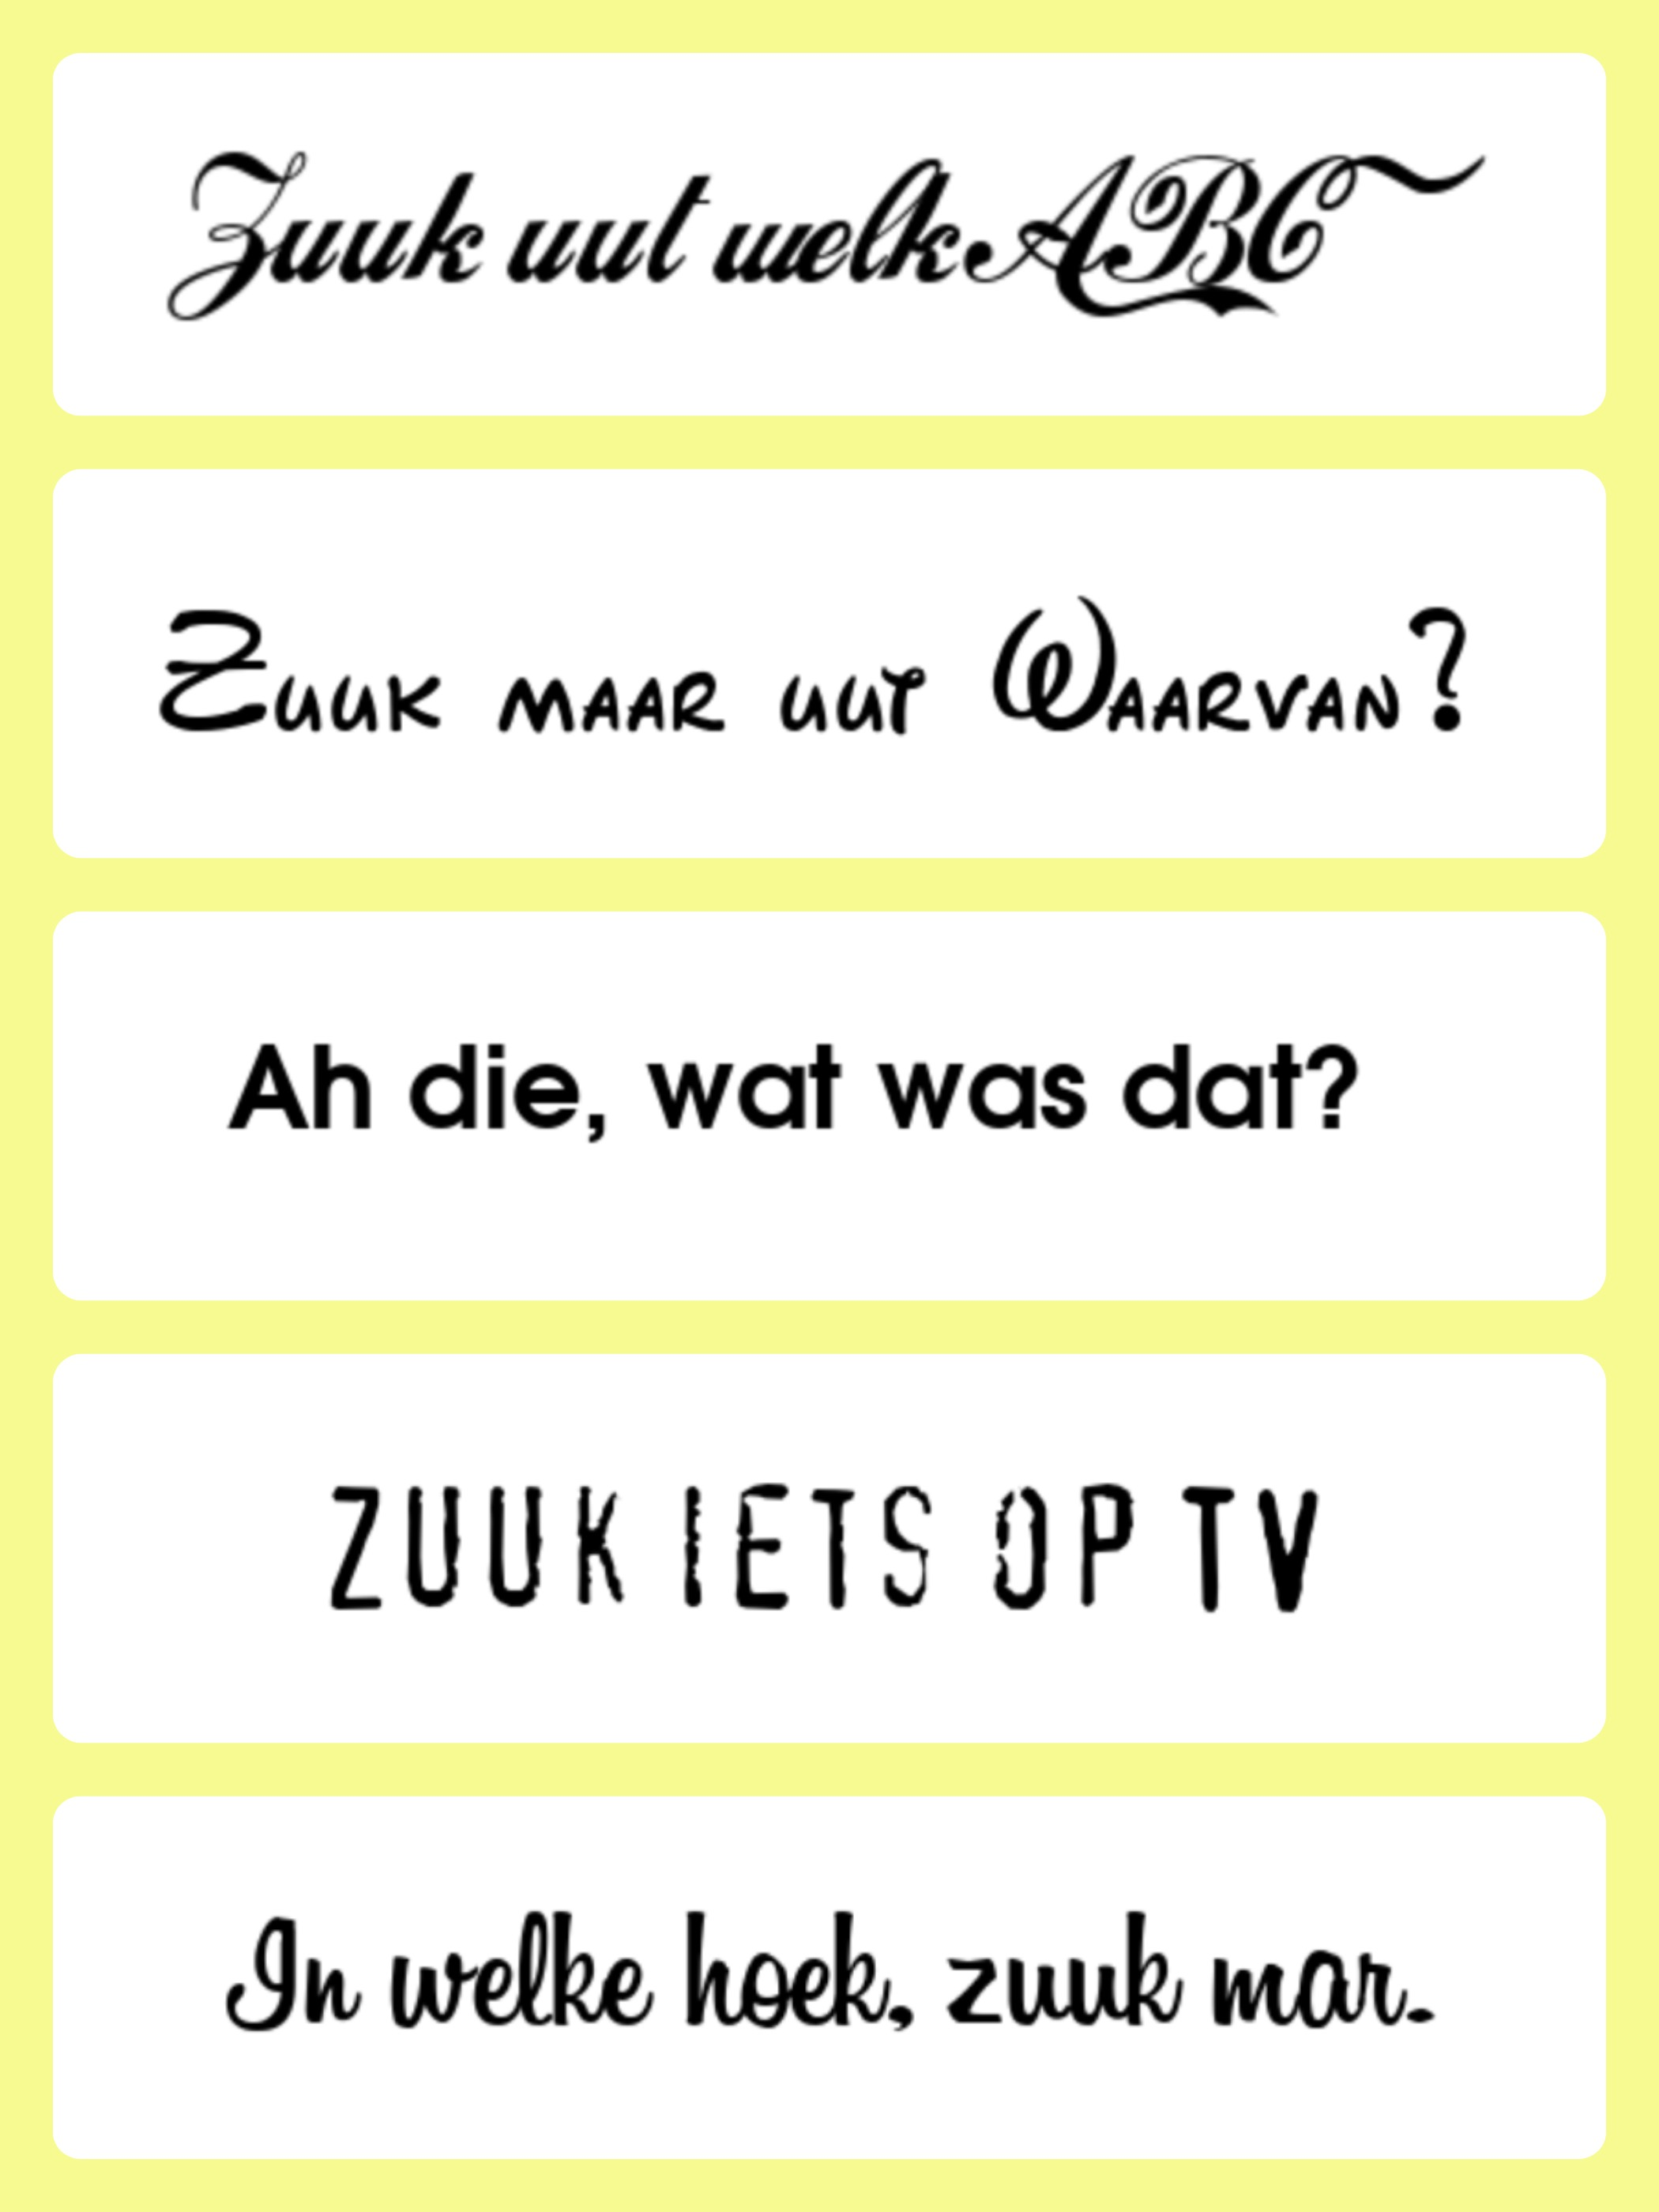 Zuuk uut welk ABC
Zuuk maar uut Waarvan?
Ah die, wat was dat?
ZUUK IETS OP TV
In welke hoek, zuuk mar.